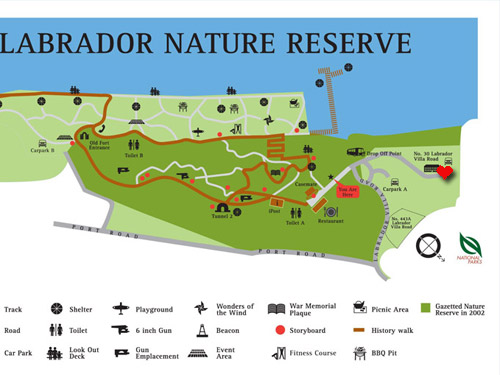 LABRADOR NATURE RESERVE
Old Fort
Entrance
Carpark B
Toilet B
Drop Off Point
No. 30 Labrador
Villa Road
Casemate
Carpark A
You Are
Here
iPost
Tunnel 2
Toilet A
Restaurant
No. 443A
Labrador
Villa Road
LABRADOR VILLA ROAD
PORT ROAD
PORT ROAD
N
NATIONAL
PARKS
Track
Shelter
Playground
Wonders of
the Wind
War Memorial
Plaque
Picnic Area
Gazetted Nature
Reserve in 2002
Road
Toilet
6 inch Gun
Beacon
Storyboard
History walk
Car Park
Look Out
Deck
Gun
Emplacement
Event
Area
Fitness Course
BBQ Pit